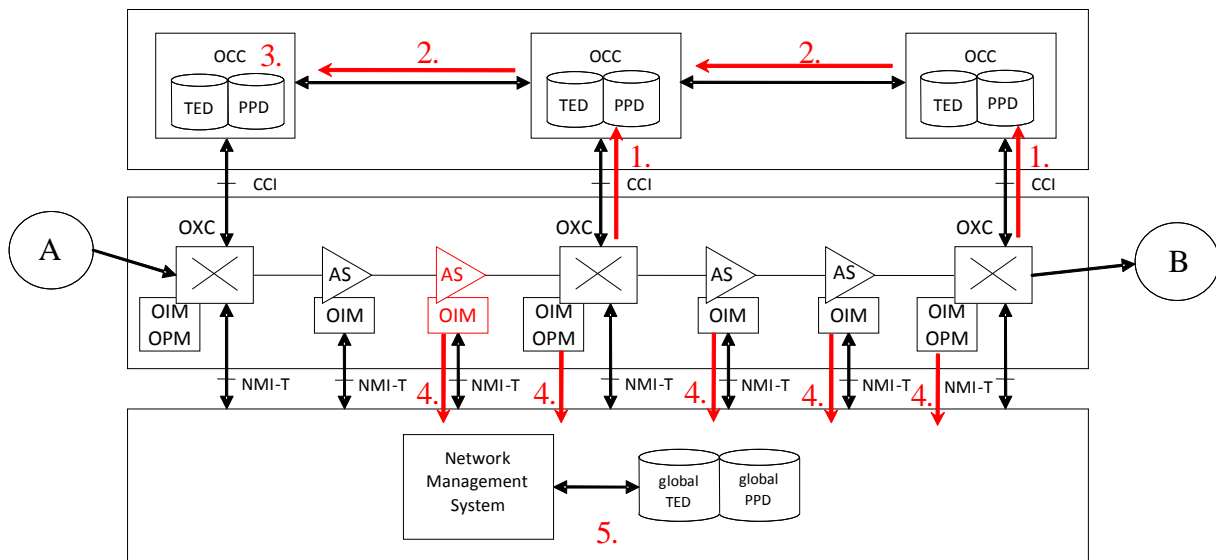 OCC
3.
TED
PPD
2.
OCC
TED
PPD
2.
OCC
TED
PPD
1.
1.
CCI
CCI
CCI
A
OXC
OXC
OXC
B
AS
AS
AS
AS
OIM
OPM
OIM
OIM
OIM
OPM
OIM
OIM
OIM
OPM
NMI-T
NMI-T
NMI-T
NMI-T
NMI-T
NMI-T
NMI-T
4.
4.
4.
4.
4.
Network
Management
System
global
TED
global
PPD
5.